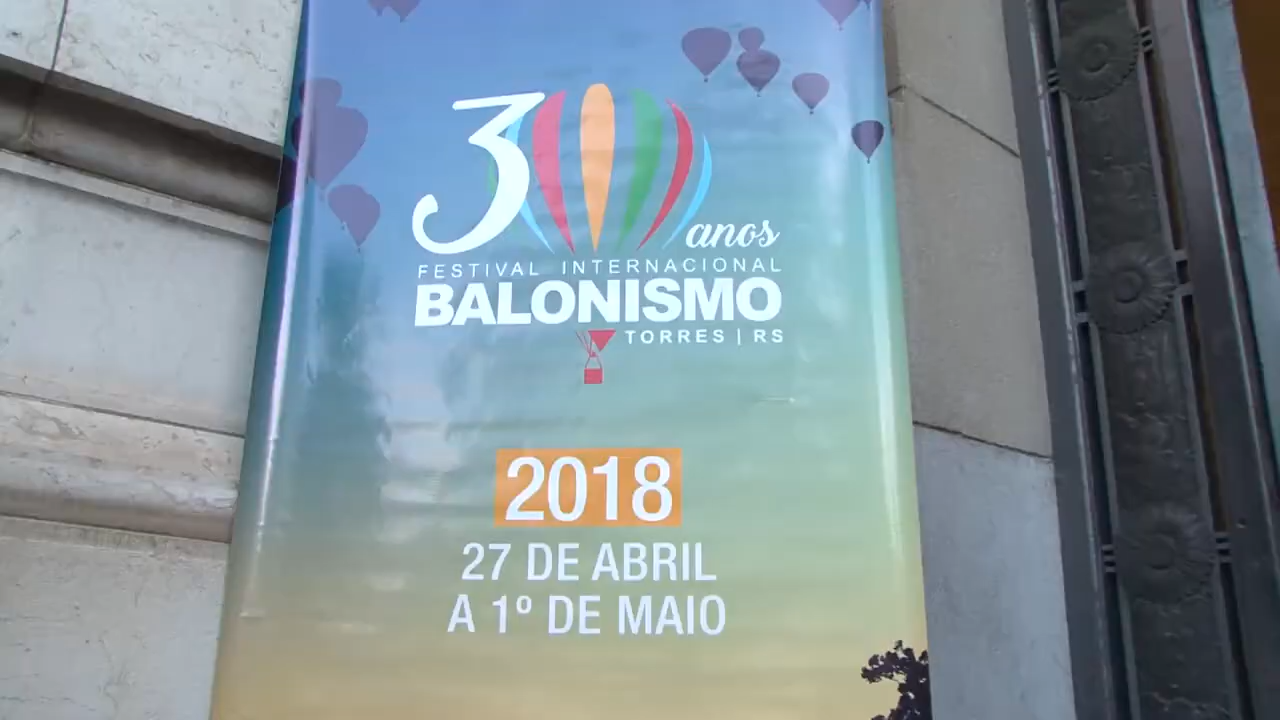 30 anos
FESTIVAL INTERNACIONAL
BALONISMO
TORRES | RS
2018
27 DE ABRIL
A 1º DE MAIO